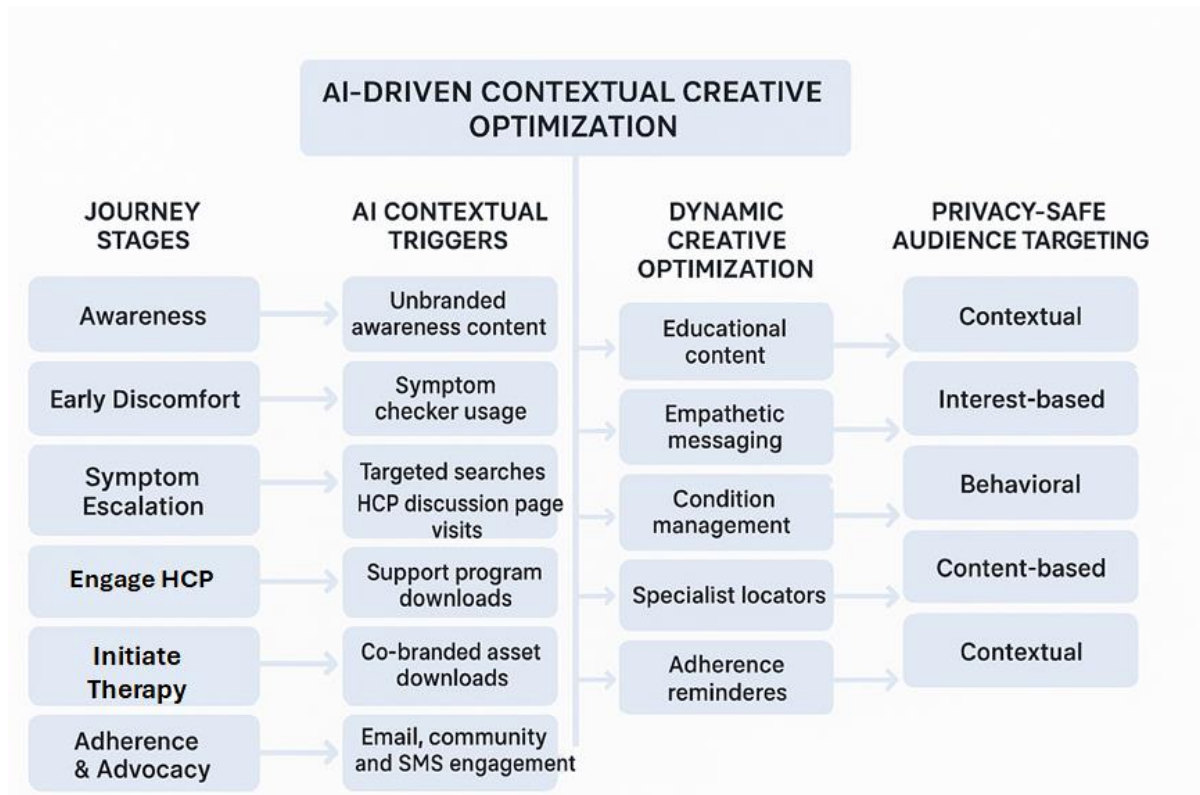 AI-DRIVEN CONTEXTUAL CREATIVE
OPTIMIZATION
JOURNEY
STAGES
Awareness
Early Discomfort
Symptom
Escalation
Engage HCP
Initiate
Therapy
Adherence
& Advocacy
AI CONTEXTUAL
TRIGGERS
Unbranded
awareness content
Symptom
checker usage
Targeted searches
HCP discussion page
visits
Support program
downloads
Co-branded asset
downloads
Email, community
and SMS engagement
DYNAMIC
CREATIVE
OPTIMIZATION
Educational
content
Empathetic
messaging
Condition
management
Specialist locators
Adherence
reminderes
PRIVACY-SAFE
AUDIENCE TARGETING
Contextual
Interest-based
Behavioral
Content-based
Contextual